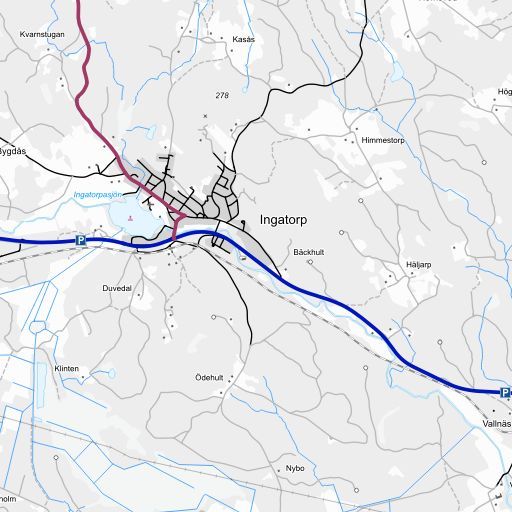 Kvarnstugan
Kasås
278
Hög
Himmestorp
Bygdås
Ingatorpasjön
Ingatorp
P
Bäckhult
Häljarp
Duvedal
Klinten
Ödehult
P
Vallnäs
Nybo
holm